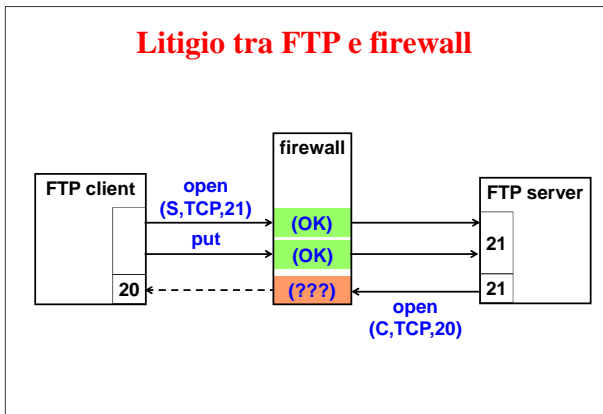 Litigio tra FTP e firewall
firewall
FTP client
FTP server
open
(S,TCP,21)
(OK)
put
(OK)
21
20
(???)
21
open
(C,TCP,20)